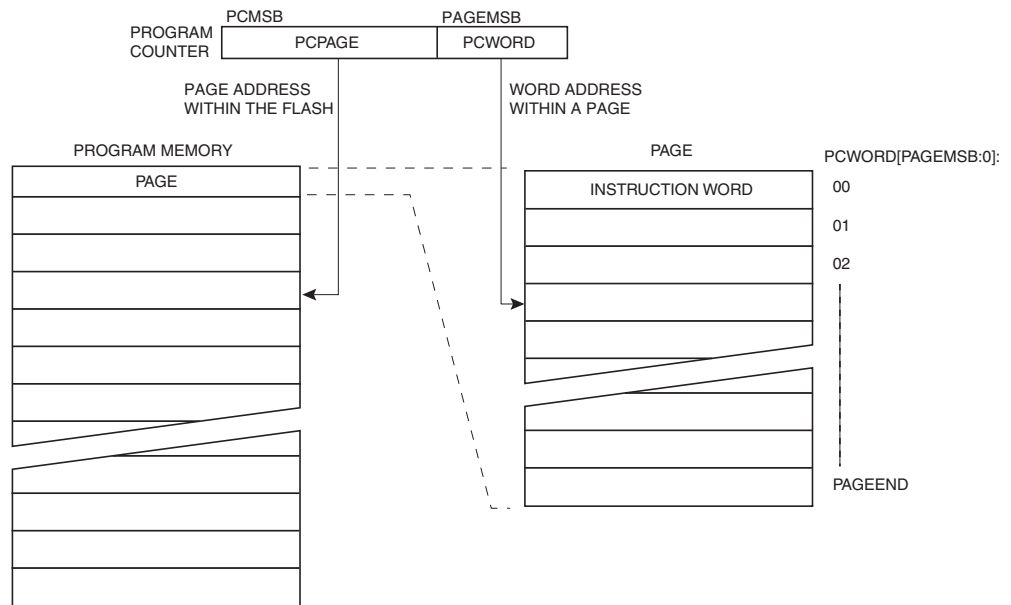 PCMSB PAGEMSB
PROGRAM
COUNTER
PCPAGE PCWORD
PAGE ADDRESS
WITHIN THE FLASH
WORD ADDRESS
WITHIN A PAGE
PROGRAM MEMORY
PAGE
PAGE
INSTRUCTION WORD
PCWORD[PAGEMSB:0]:
00
01
02
PAGEEND